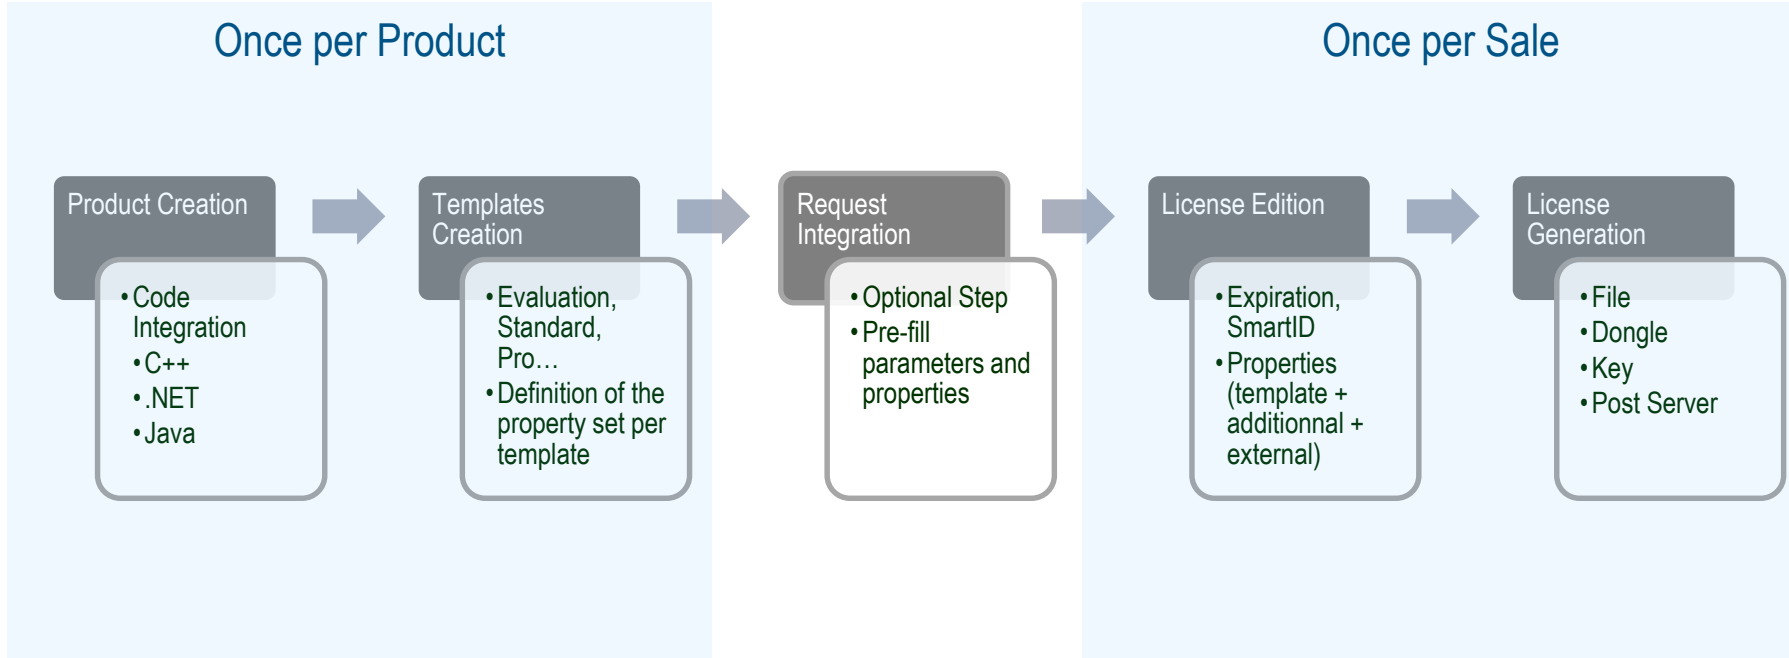 Once per Product
Once per Sale
Product Creation
•Code
Integration
•C++
•.NET
•Java
Templates
Creation
•Evaluation,
Standard,
Pro…
•Definition of the
property set per
template
Request
Integration
•Optional Step
•Pre-fill
parameters and
properties
License Edition
•Expiration,
SmartID
•Properties
(template +
additionnal +
external)
License
Generation
•File
•Dongle
•Key
•Post Server